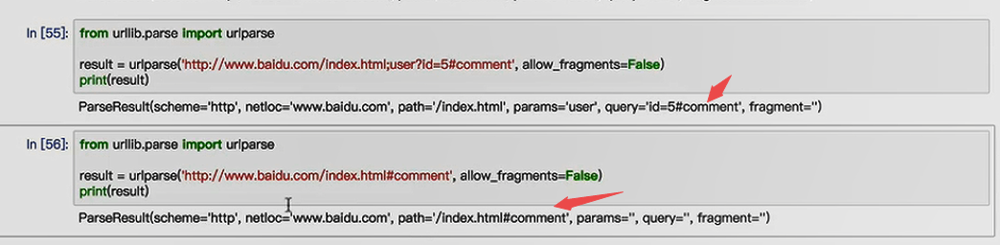 In [55]:
from urllib.parse import urlparse
result = urlparse('http://www.baidu.com/index.html;user?id=5#comment', allow_fragments=False)
print(result)
ParseResult(scheme='http', netloc='www.baidu.com', path='/index.html', params='user', query='id=5#comment', fragment='')
In [56]:
from urllib.parse import urlparse
result = urlparse('http://www.baidu.com/index.html#comment', allow_fragments=False)
print(result)
ParseResult(scheme='http', netloc='www.baidu.com', path='/index.html#comment', params='', query='', fragment='')